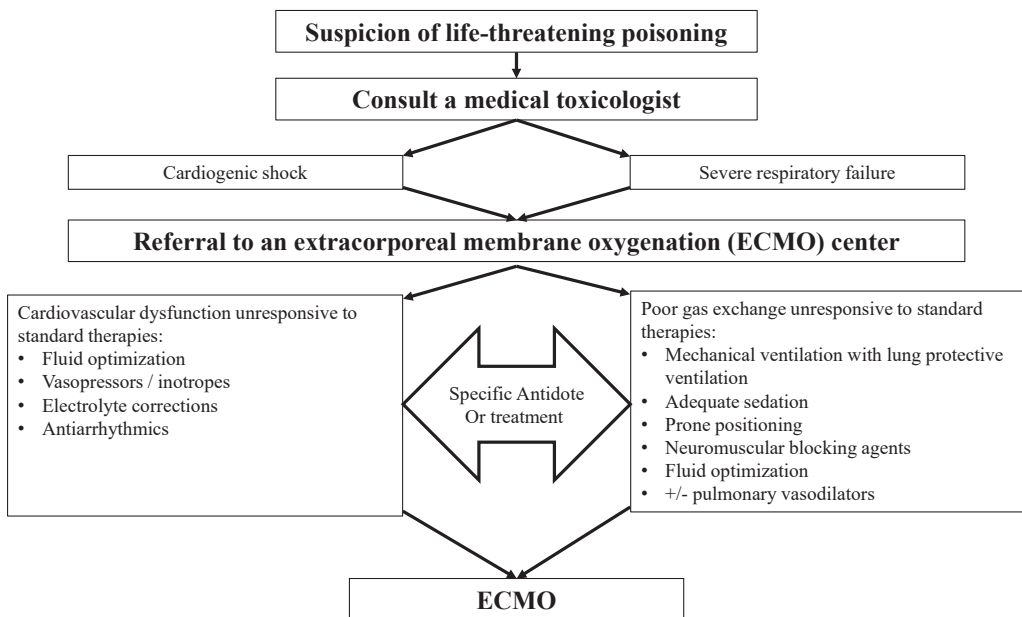 Suspicion of life-threatening poisoning
Consult a medical toxicologist
Cardiogenic shock
Severe respiratory failure
Referral to an extracorporeal membrane oxygenation (ECMO) center
Cardiovascular dysfunction unresponsive to
standard therapies:
• Fluid optimization
• Vasopressors / inotropes
• Electrolyte corrections
• Antiarrhythmics
Specific Antidote
Or treatment
Poor gas exchange unresponsive to standard
therapies:
• Mechanical ventilation with lung protective
ventilation
• Adequate sedation
• Prone positioning
• Neuromuscular blocking agents
• Fluid optimization
• +/- pulmonary vasodilators
ECMO